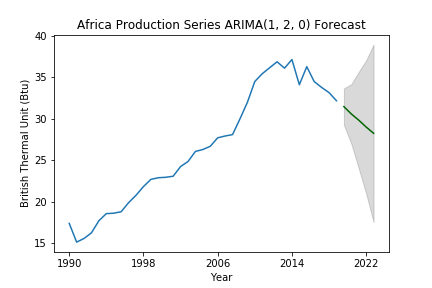 Africa Production Series ARIMA(1, 2, 0) Forecast
40
35
30
25
20
15
British Thermal Unit (Btu)
1990 1998 2006 2014 2022
Year